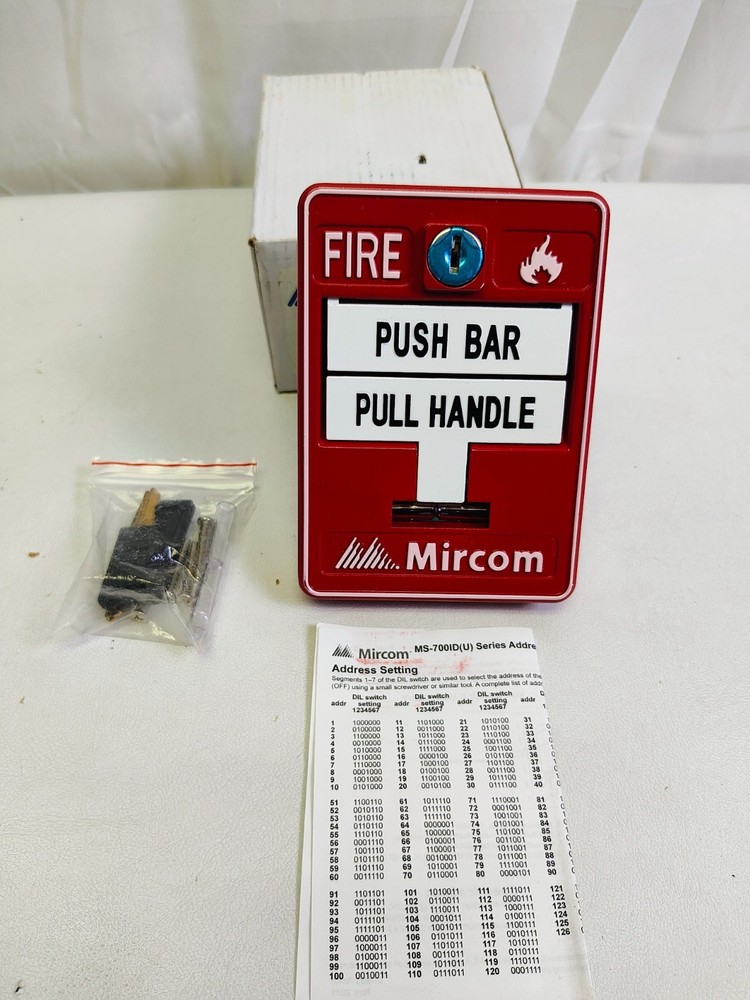 FIRE
PUSH BAR
PULL HANDLE
Mircom
Mircom MS-700ID(U) Series Addre
Address Setting
Segments 1–7 of the DIL switch are used to select the address of the
(OFF) using a small screwdriver or similar tool. A complete list of addr
addr DIL switch setting 1234567 addr DIL switch setting 1234567 addr DIL switch setting 1234567 addr
1 1000000 11 1101000 21 1010100 31
2 0100000 12 0011000 22 0110100 32
3 1100000 13 1011000 23 1110100 33
4 0010000 14 0111000 24 0001100 34
5 1010000 15 1111000 25 1001100 35
6 0110000 16 0000100 26 0101100 36
7 1110000 17 1000100 27 1101100 37
8 0001000 18 0100100 28 0011100 38
9 1001000 19 1100100 29 1011100 39
10 0101000 20 0010100 30 0111100 40
51 1100110 61 1011110 71 1110001 81
52 0010110 62 0111110 72 0001001 82
53 1010110 63 1111110 73 1001001 83
54 0110110 64 0000001 74 0101001 84
55 1110110 65 1000001 75 1101001 85
56 0001110 66 0100001 76 0011001 86
57 1001110 67 1100001 77 1011001 87
58 0101110 68 0010001 78 0111001 88
59 1101110 69 1010001 79 1111001 89
60 0011110 70 0110001 80 0000101 90
91 1101101 101 1010011 111 1111011 121
92 0011101 102 0110011 112 0000111 122
93 1011101 103 1110011 113 1000111 123
94 0111101 104 0001011 114 0100111 124
95 1111101 105 1001011 115 1100111 125
96 0000011 106 0101011 116 0010111 126
97 1000011 107 1101011 117 1010111
98 0100011 108 0011011 118 0110111
99 1100011 109 1011011 119 1110111
100 0010011 110 0111011 120 0001111